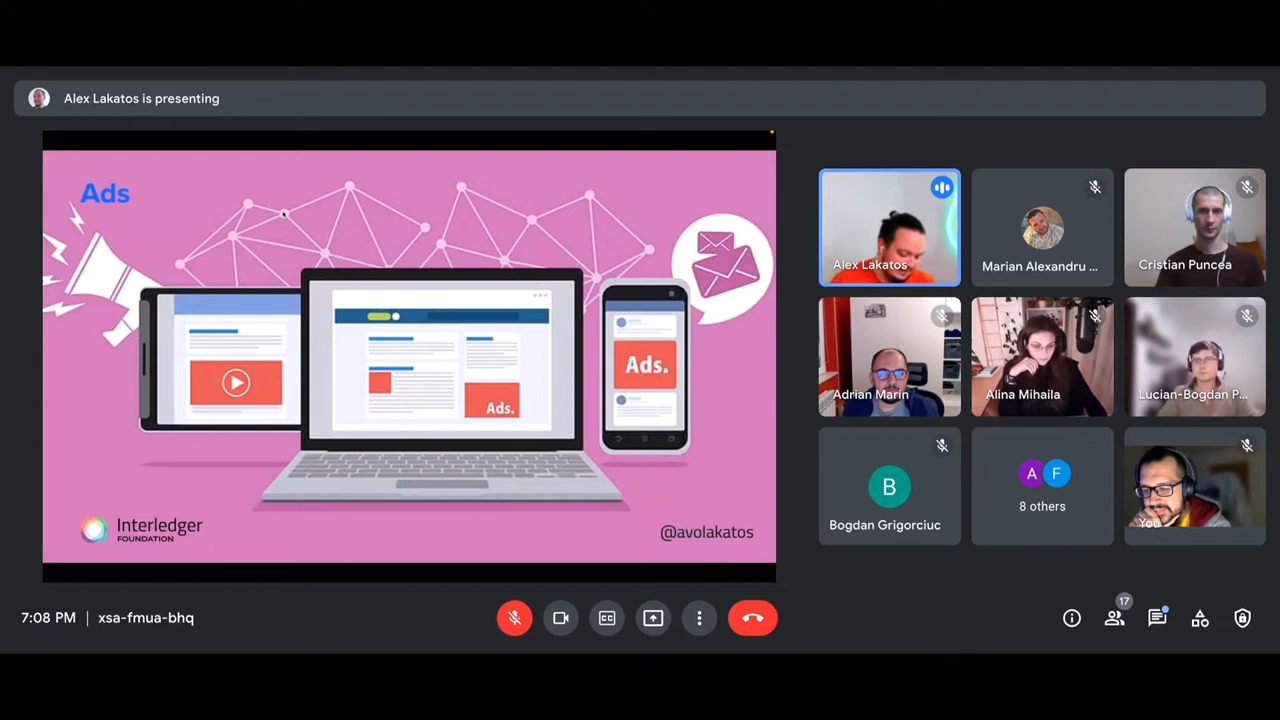 Alex Lakatos is presenting
Ads
Ads.
Ads.
Interledger
FOUNDATION
@avolakatos
Alex Lakatos
Marian Alexandru ...
Cristian Puncea
Adrian Marin
Alina Mihaila
Lucian-Bogdan P...
B
Bogdan Grigorciuc
A F
8 others
You
7:08 PM | xsa-fmua-bhq
CC
17